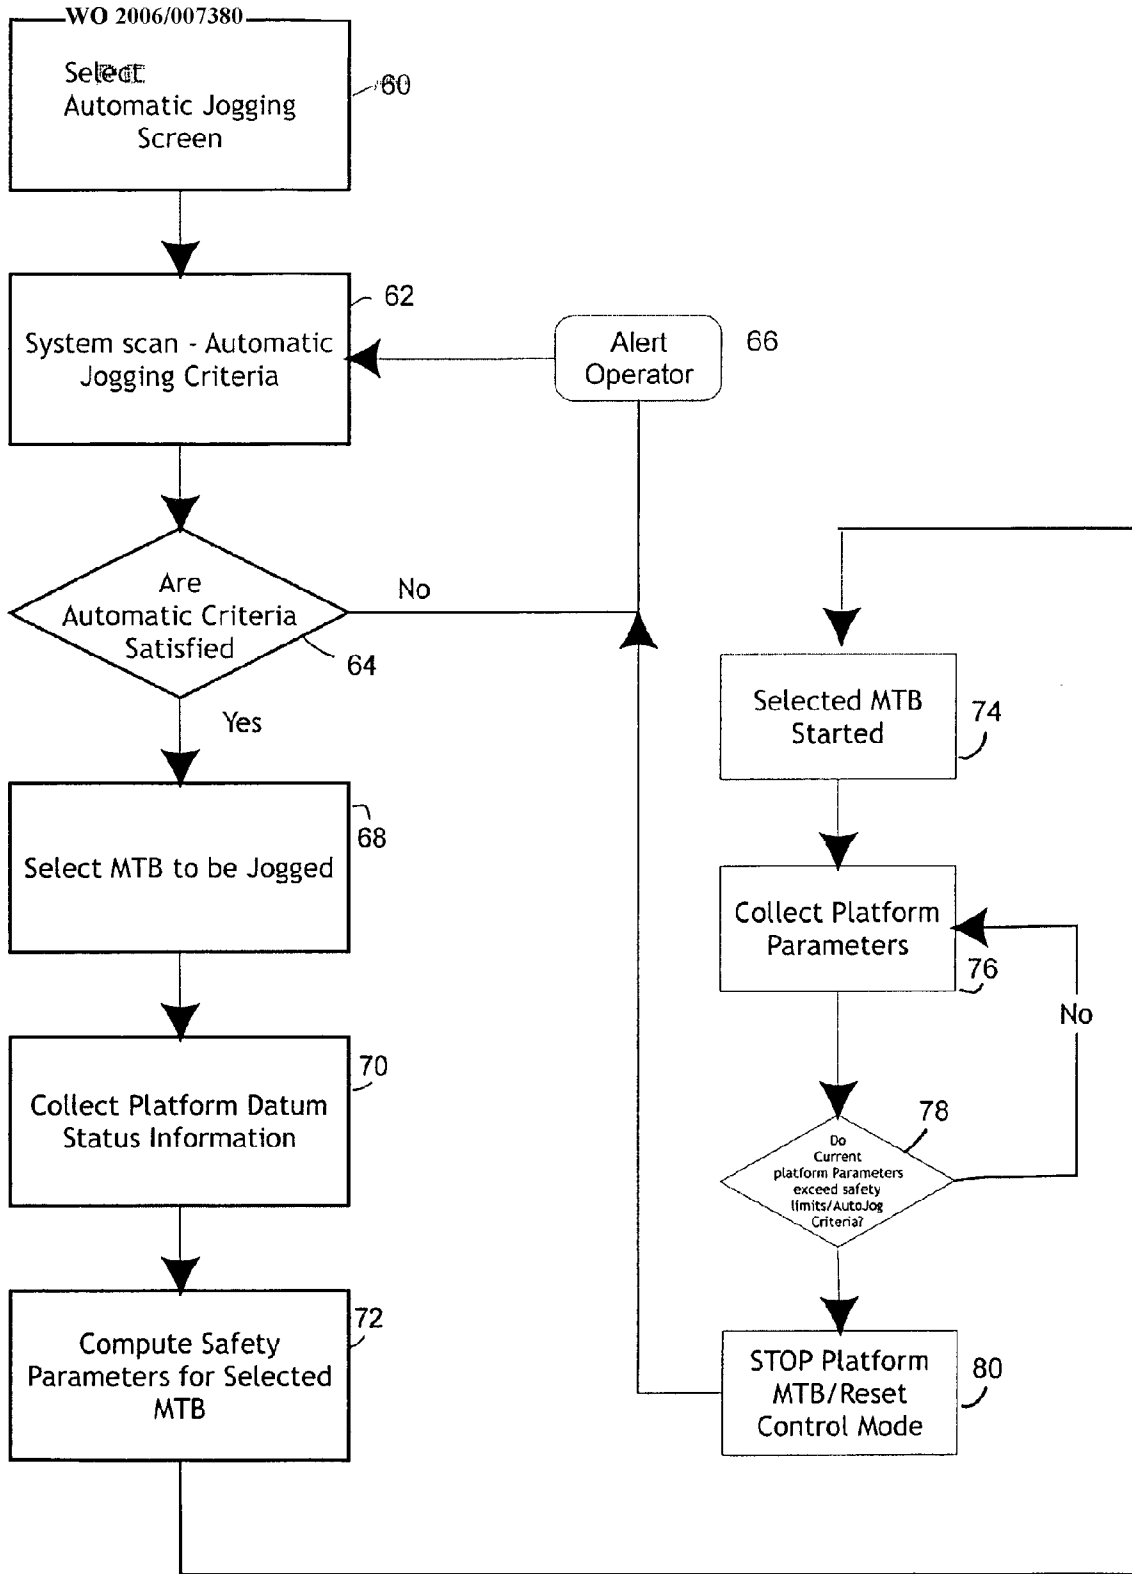 WO 2006/007380
Select
Automatic Jogging
Screen
60
System scan - Automatic
Jogging Criteria
62
Alert
Operator
66
Are
Automatic Criteria
Satisfied
64
No
Yes
Select MTB to be Jogged
68
Collect Platform Datum
Status Information
70
Compute Safety
Parameters for Selected
MTB
72
Selected MTB
Started
74
Collect Platform
Parameters
76
No
Do
Current
platform Parameters
exceed safety
limits/AutoJog
Criteria?
78
STOP Platform
MTB/Reset
Control Mode
80